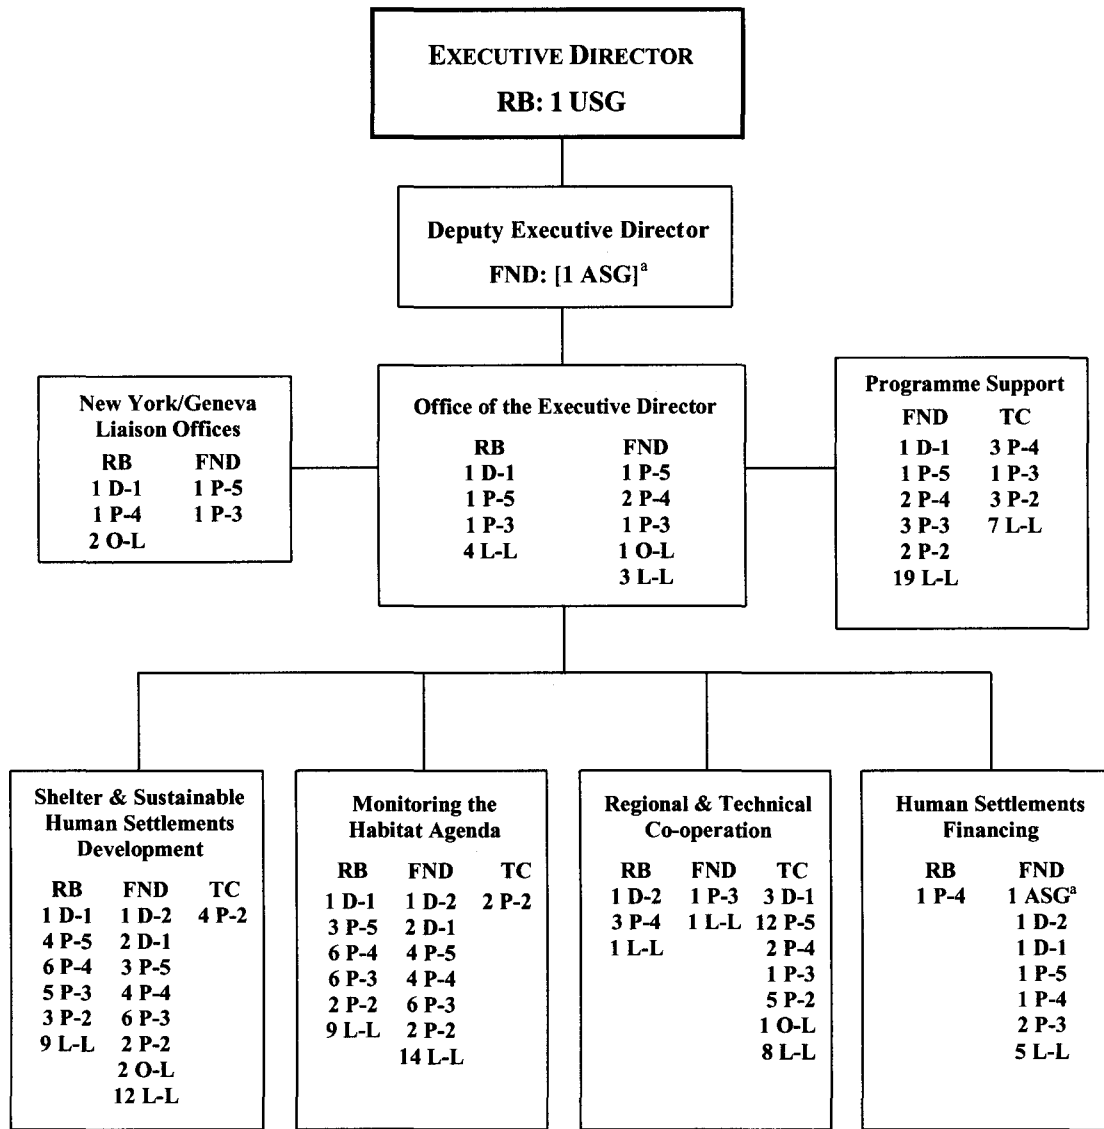 EXECUTIVE DIRECTOR
RB: 1 USG
Deputy Executive Director
FND: [1 ASG]a
New York/Geneva
Liaison Offices
RB FND
1 D-1 1 P-5
1 P-4 1 P-3
2 O-L
Office of the Executive Director
RB FND
1 D-1 1 P-5
1 P-5 2 P-4
1 P-3 1 P-3
4 L-L 1 O-L
3 L-L
Programme Support
FND TC
1 D-1 3 P-4
1 P-5 1 P-3
2 P-4 3 P-2
3 P-3 7 L-L
2 P-2
19 L-L
Shelter & Sustainable
Human Settlements
Development
RB FND TC
1 D-1 1 D-2 4 P-2
4 P-5 2 D-1
6 P-4 3 P-5
5 P-3 4 P-4
3 P-2 6 P-3
9 L-L 2 P-2
2 O-L
12 L-L
Monitoring the
Habitat Agenda
RB FND TC
1 D-1 1 D-2 2 P-2
3 P-5 2 D-1
6 P-4 4 P-5
6 P-3 4 P-4
2 P-2 6 P-3
9 L-L 2 P-2
14 L-L
Regional & Technical
Co-operation
RB FND TC
1 D-2 1 P-3 3 D-1
3 P-4 1 L-L 12 P-5
1 L-L 2 P-4
1 P-3
5 P-2
1 O-L
8 L-L
Human Settlements
Financing
RB FND
1 P-4 1 ASGa
1 D-2
1 D-1
1 P-5
1 P-4
2 P-3
5 L-L